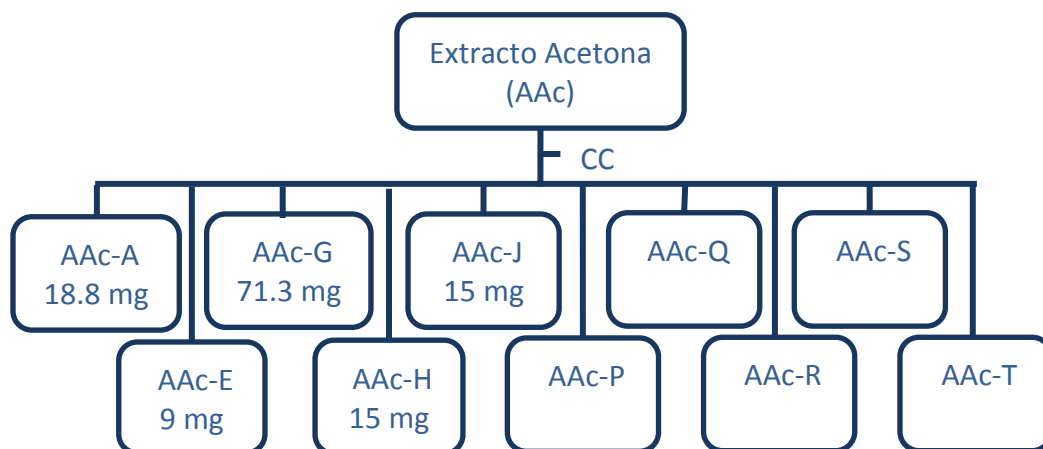 Extracto Acetona
(AAc)
CC
AAc-A
18.8 mg
AAc-G
71.3 mg
AAc-J
15 mg
AAc-Q
AAc-S
AAc-E
9 mg
AAc-H
15 mg
AAc-P
AAc-R
AAc-T